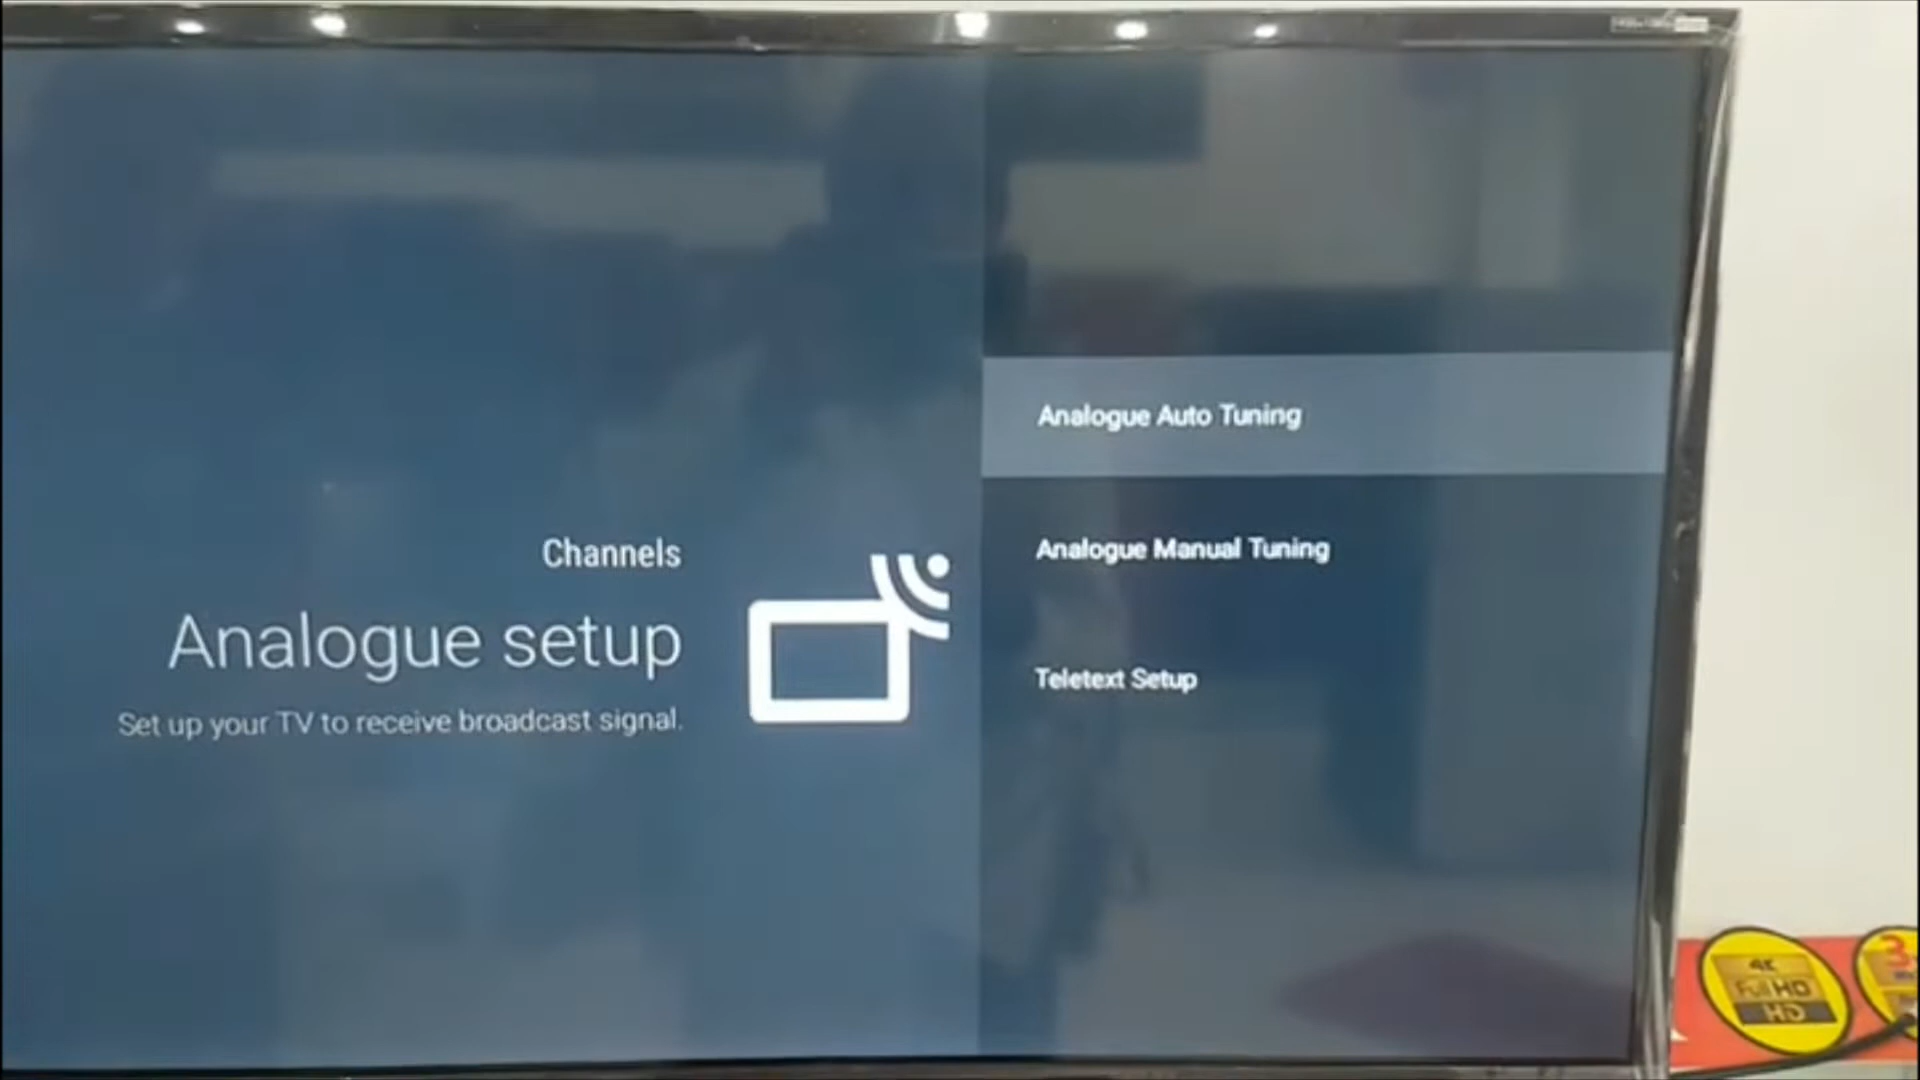 Channels
Analogue setup
Set up your TV to receive broadcast signal.
Analogue Auto Tuning
Analogue Manual Tuning
Teletext Setup
4K
Full HD
HD
3